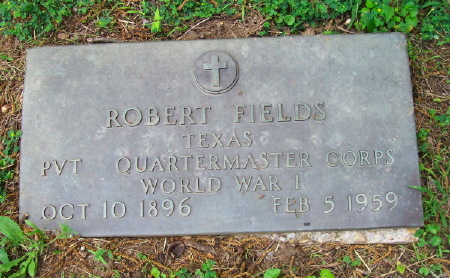 ROBERT FIELDS
TEXAS
PVT QUARTERMASTER CORPS
WORLD WAR I
OCT 10 1896 FEB 5 1959